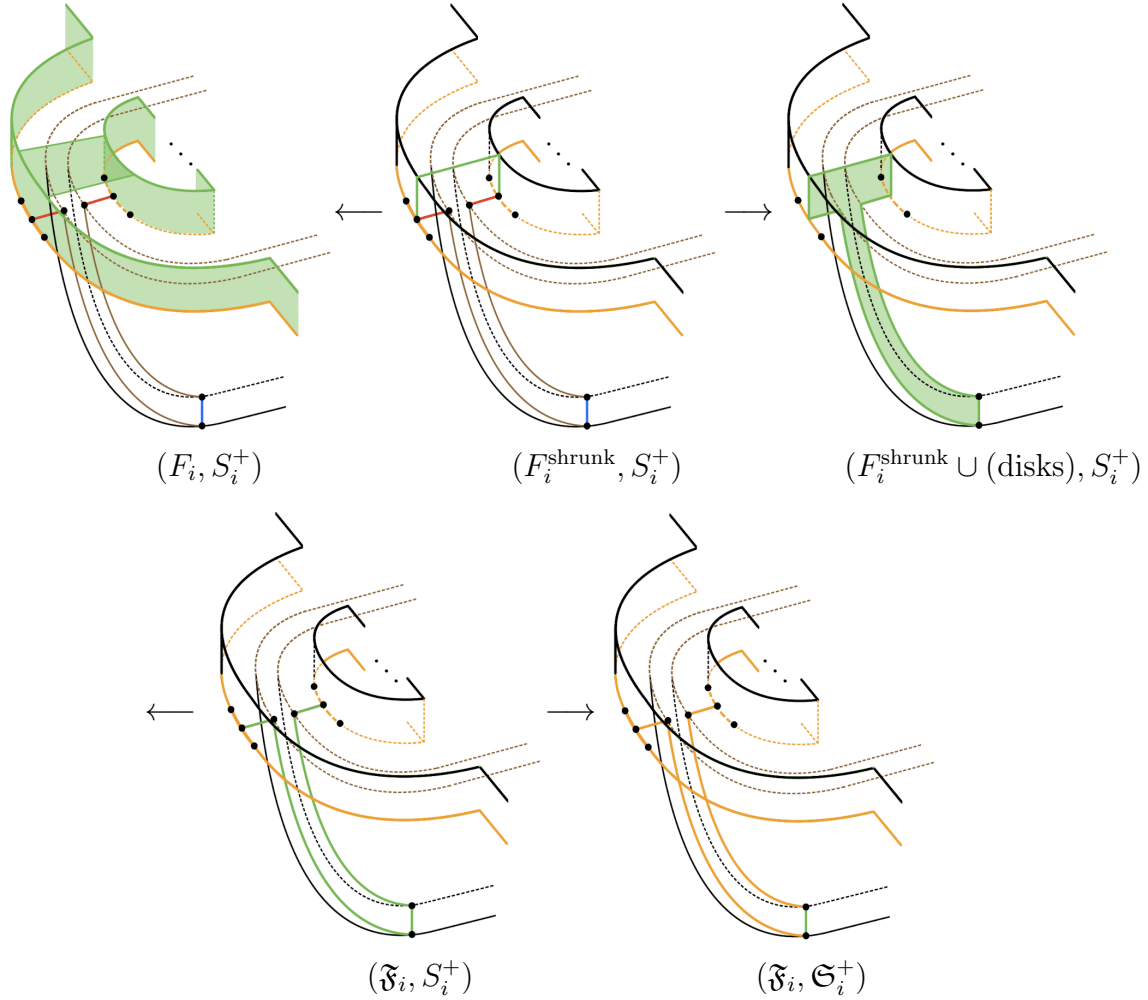 (F_i, S_i^+) ← (F_i^shrunk, S_i^+) → (F_i^shrunk ∪ (disks), S_i^+)
← (𝔉_i, S_i^+) → (𝔉_i, 𝔖_i^+)